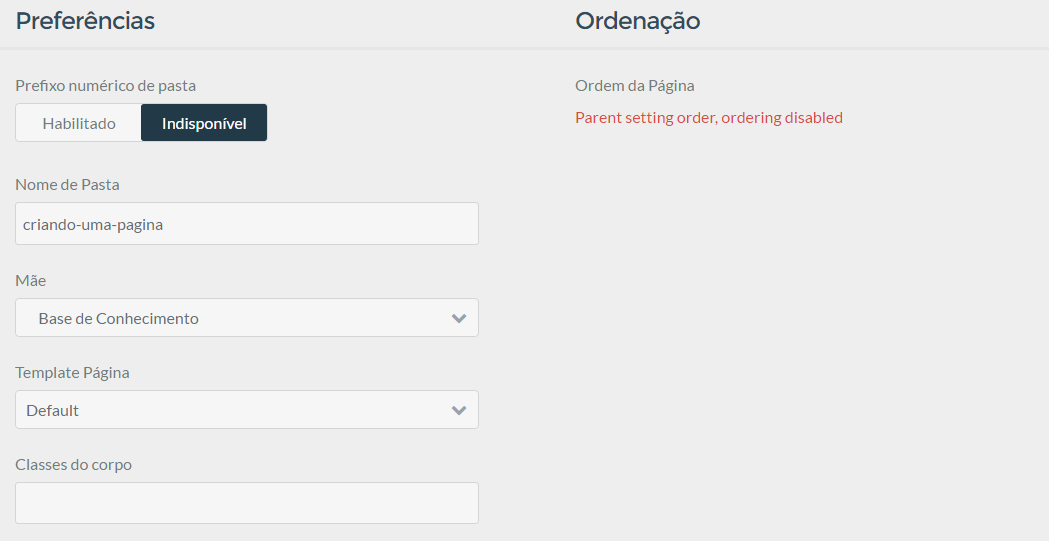 Preferências
Ordenação
Prefixo numérico de pasta
Habilitado
Indisponível
Ordem da Página
Parent setting order, ordering disabled
Nome de Pasta
criando-uma-pagina
Mãe
Base de Conhecimento
Template Página
Default
Classes do corpo